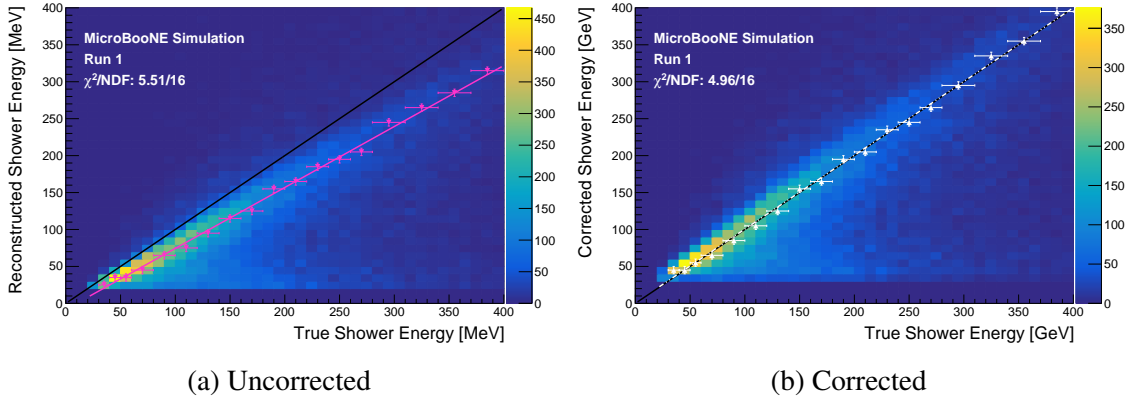 MicroBooNE Simulation
Run 1
χ²/NDF: 5.51/16
Reconstructed Shower Energy [MeV]
400
350
300
250
200
150
100
50
0
0 50 100 150 200 250 300 350 400
True Shower Energy [MeV]
450
400
350
300
250
200
150
100
50
0
(a) Uncorrected
MicroBooNE Simulation
Run 1
χ²/NDF: 4.96/16
Corrected Shower Energy [GeV]
400
350
300
250
200
150
100
50
0
0 50 100 150 200 250 300 350 400
True Shower Energy [GeV]
350
300
250
200
150
100
50
0
(b) Corrected